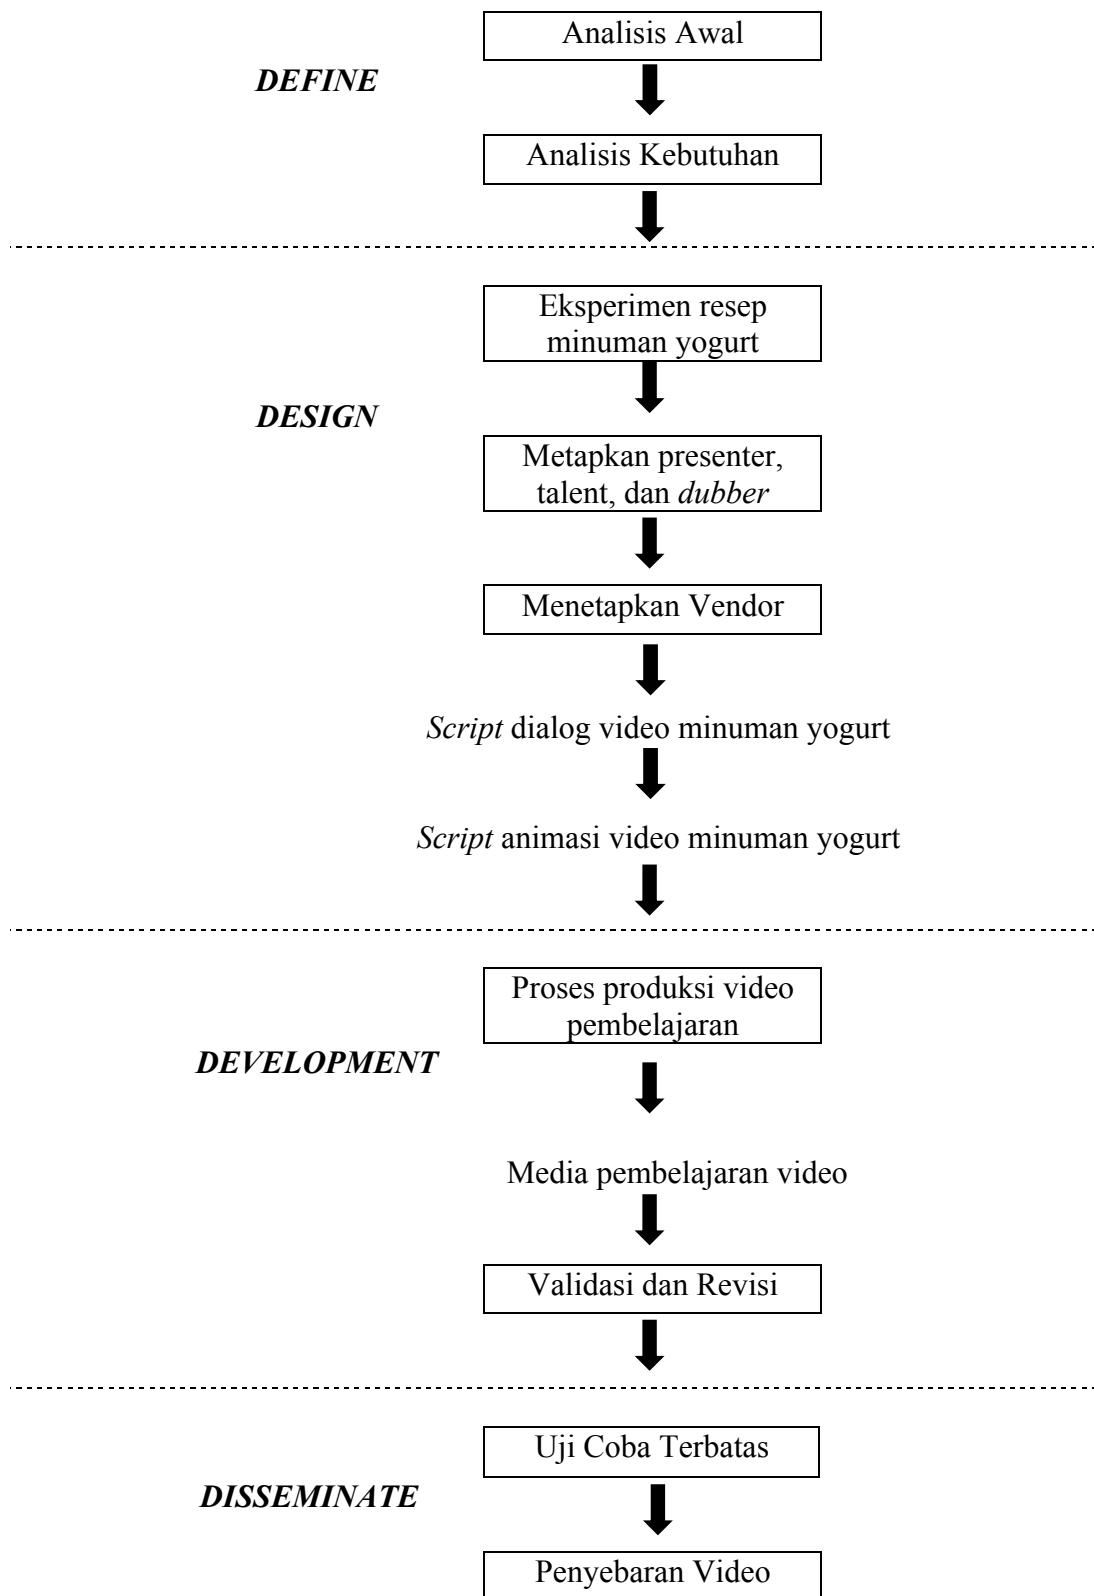 Analisis Awal
DEFINE
Analisis Kebutuhan
Eksperimen resep
minuman yogurt
DESIGN
Metapkan presenter,
talent, dan dubber
Menetapkan Vendor
Script dialog video minuman yogurt
Script animasi video minuman yogurt
Proses produksi video
pembelajaran
DEVELOPMENT
Media pembelajaran video
Validasi dan Revisi
Uji Coba Terbatas
DISSEMINATE
Penyebaran Video